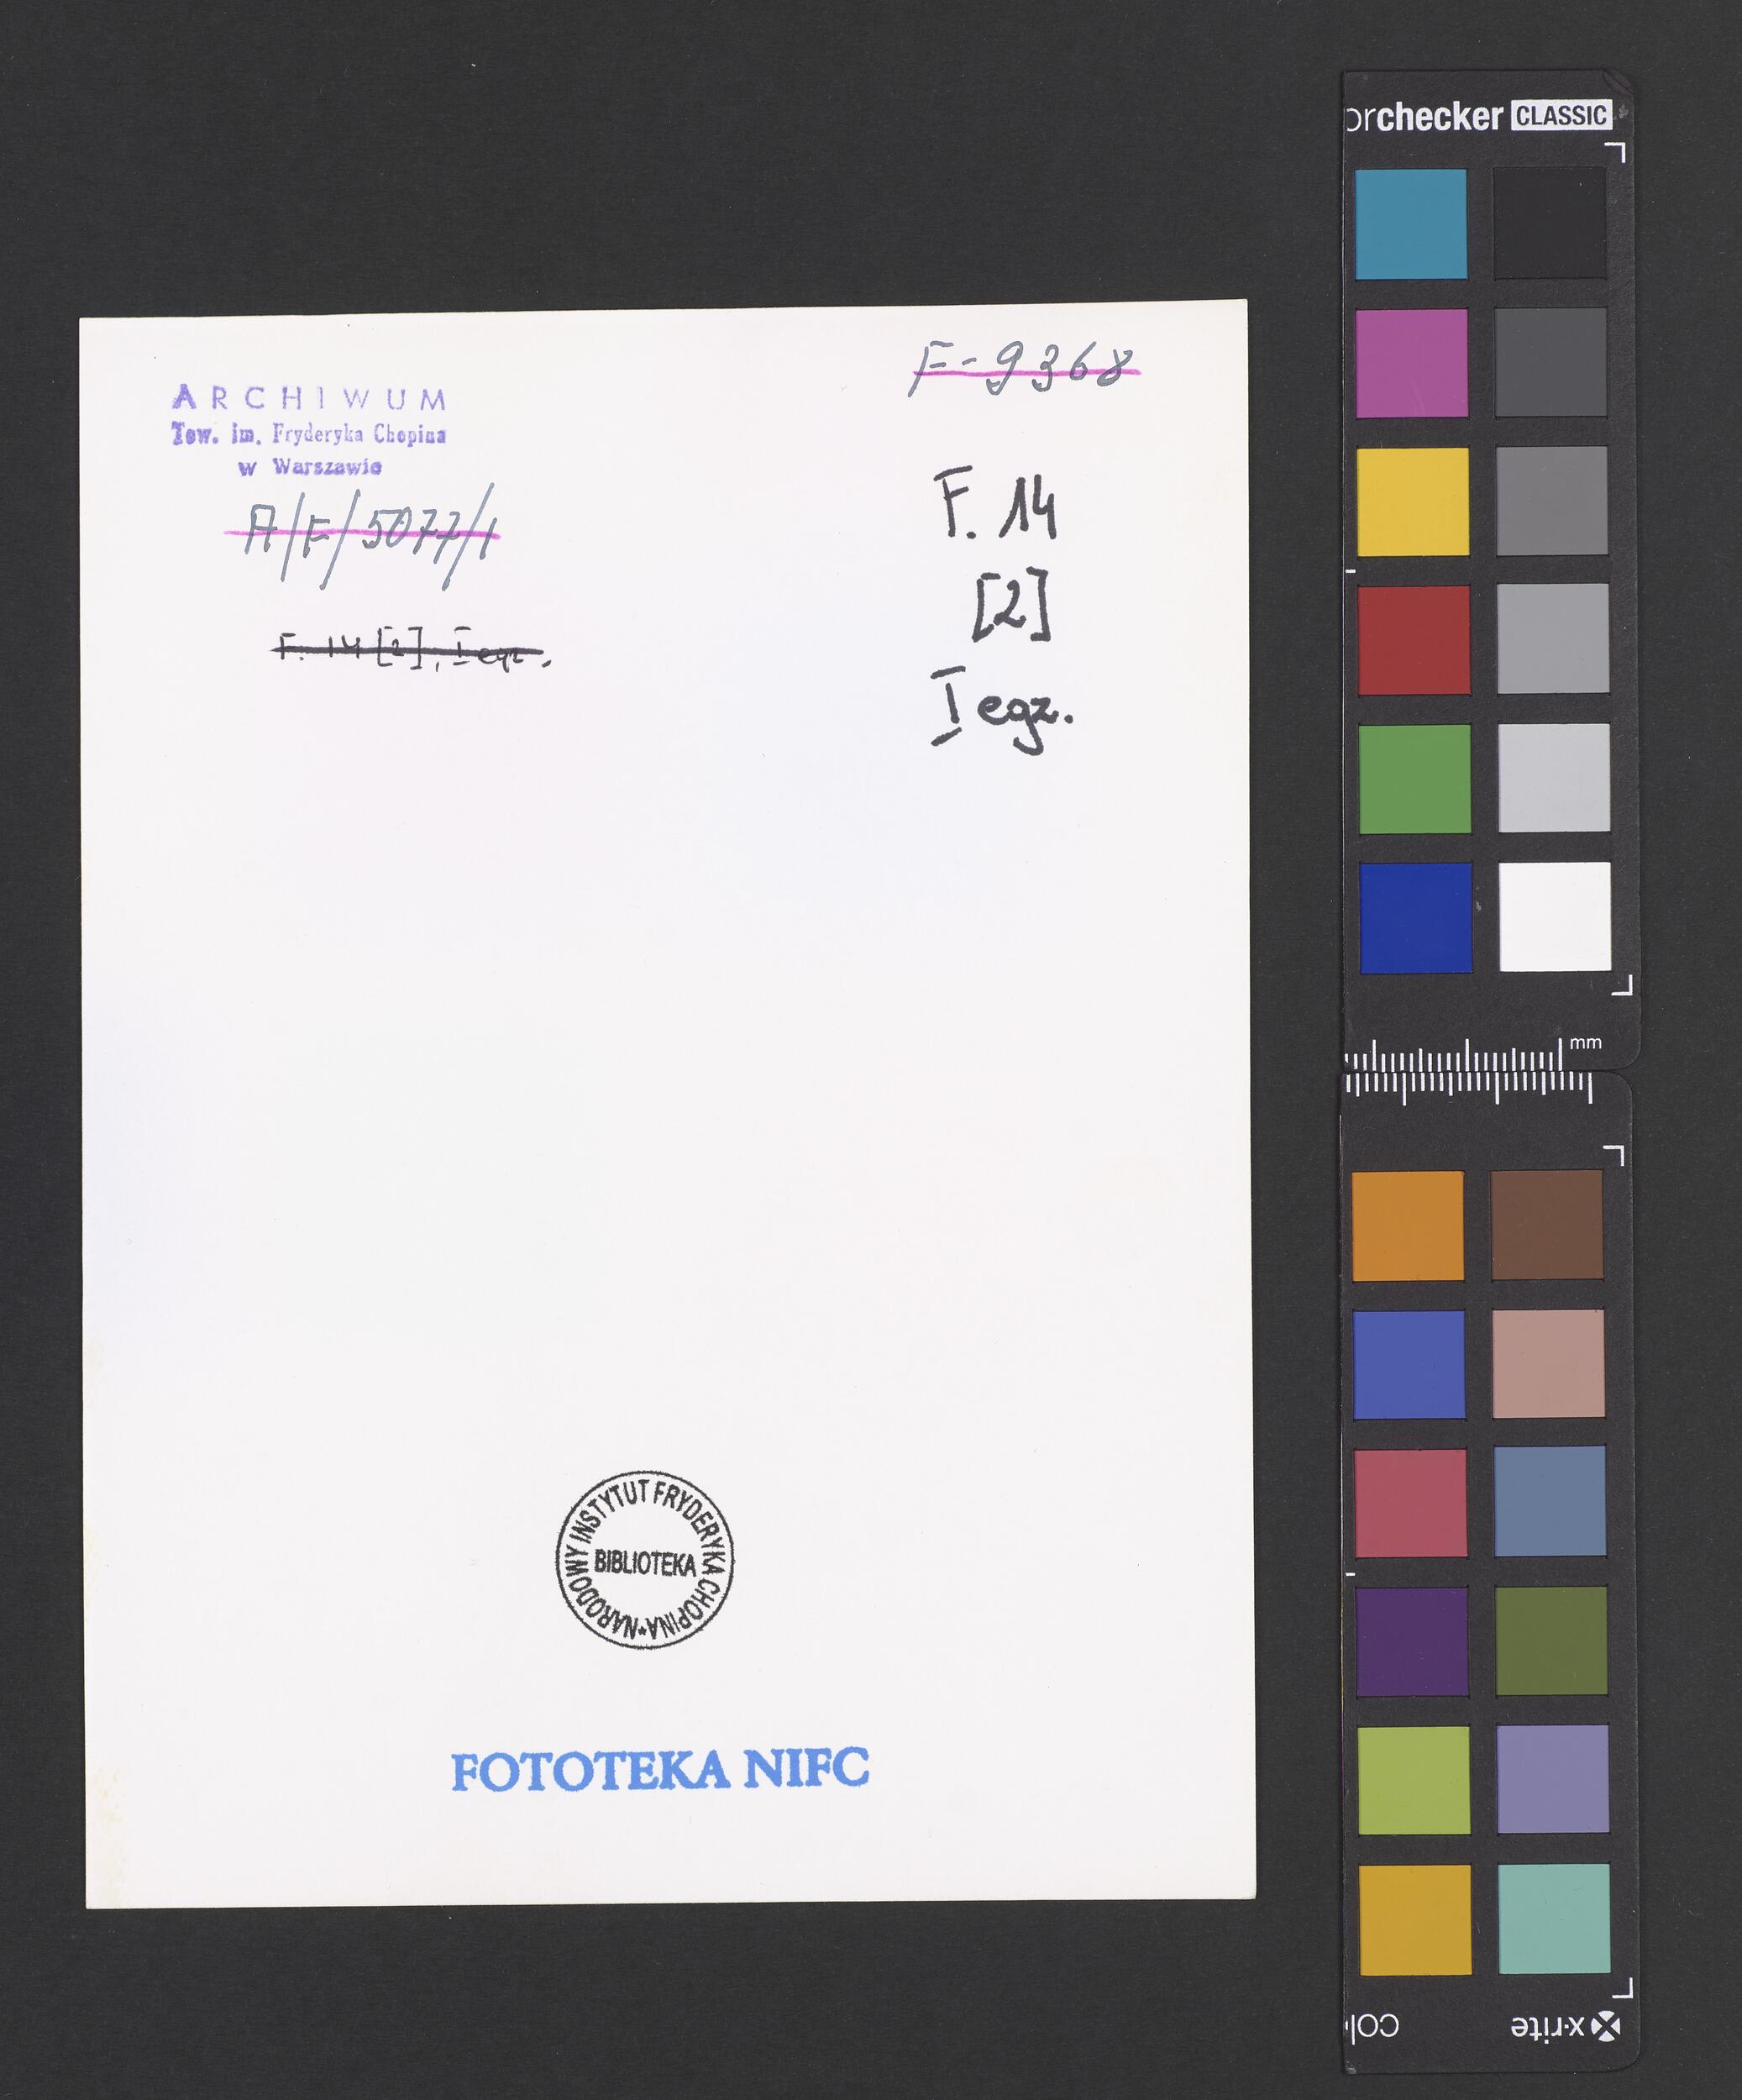 ARCHIWUM
Tow. im. Fryderyka Chopina
w Warszawie
A/F/5077/1
F. 14 [2], I egz.
F-9368
F. 14
[2]
I egz.
NARODOWY INSTYTUT FRYDERYKA CHOPINA
BIBLIOTEKA
FOTOTEKA NIFC
orchecker CLASSIC
mm
col
x-rite